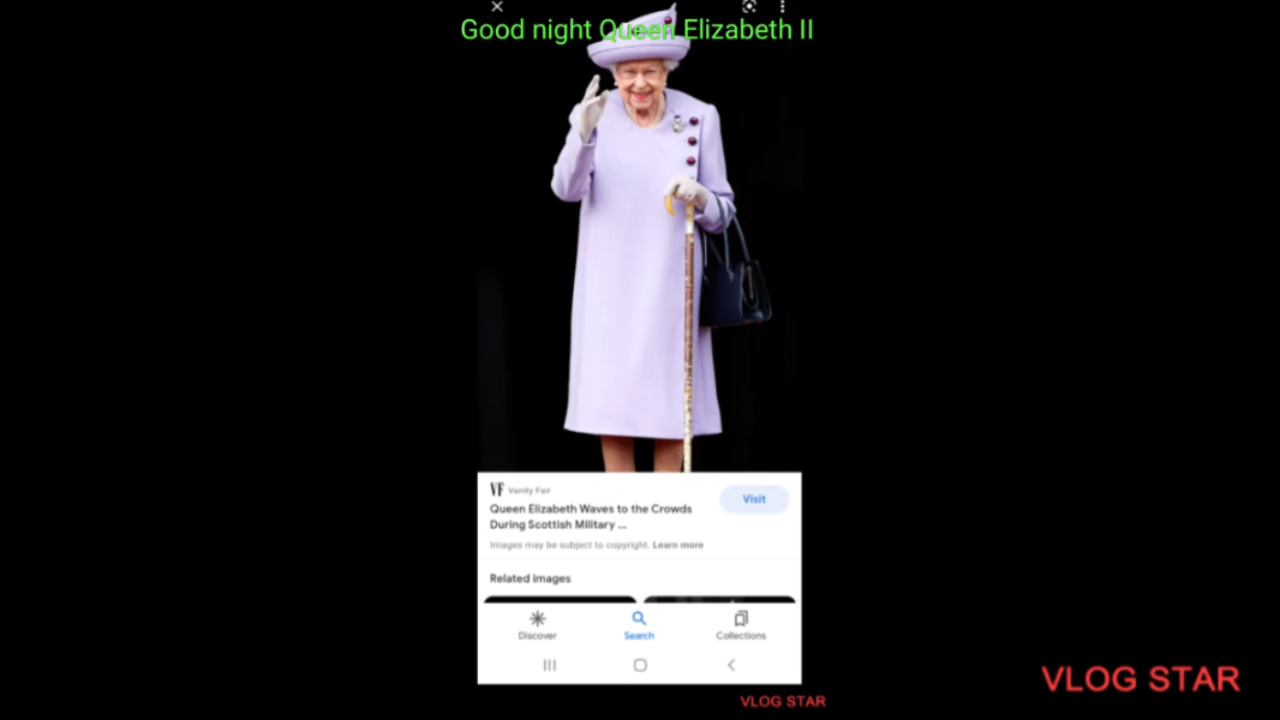 Good night Queen Elizabeth II
VF Vanity Fair
Queen Elizabeth Waves to the Crowds
During Scottish Military ...
Visit
Images may be subject to copyright. Learn more
Related images
Discover
Search
Collections
VLOG STAR
VLOG STAR